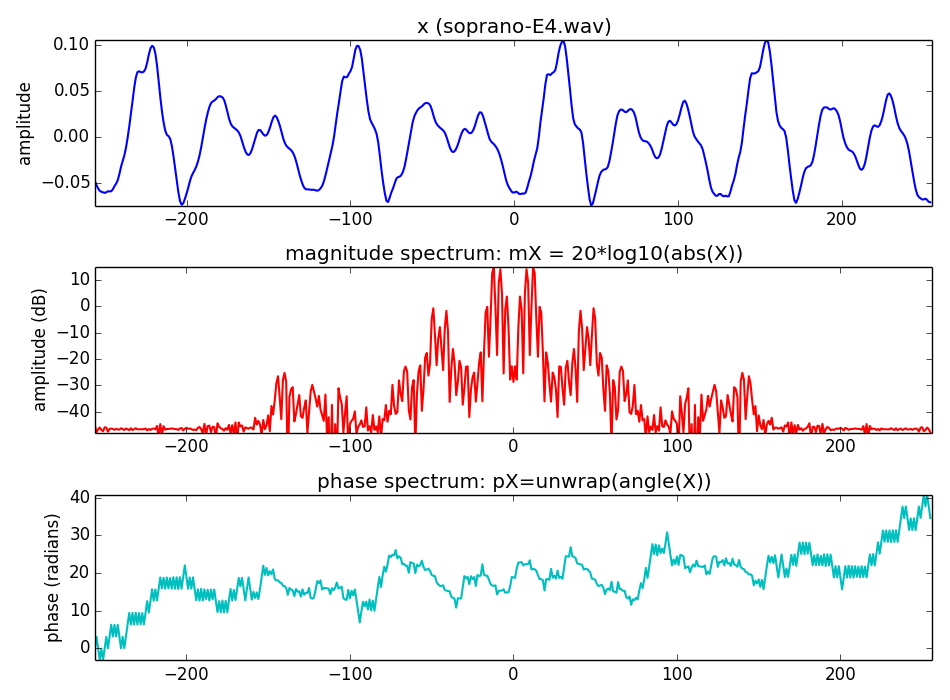 x (soprano-E4.wav)
amplitude
0.10
0.05
0.00
−0.05
−200 −100 0 100 200
magnitude spectrum: mX = 20*log10(abs(X))
amplitude (dB)
10
0
−10
−20
−30
−40
−200 −100 0 100 200
phase spectrum: pX=unwrap(angle(X))
phase (radians)
40
30
20
10
0
−200 −100 0 100 200